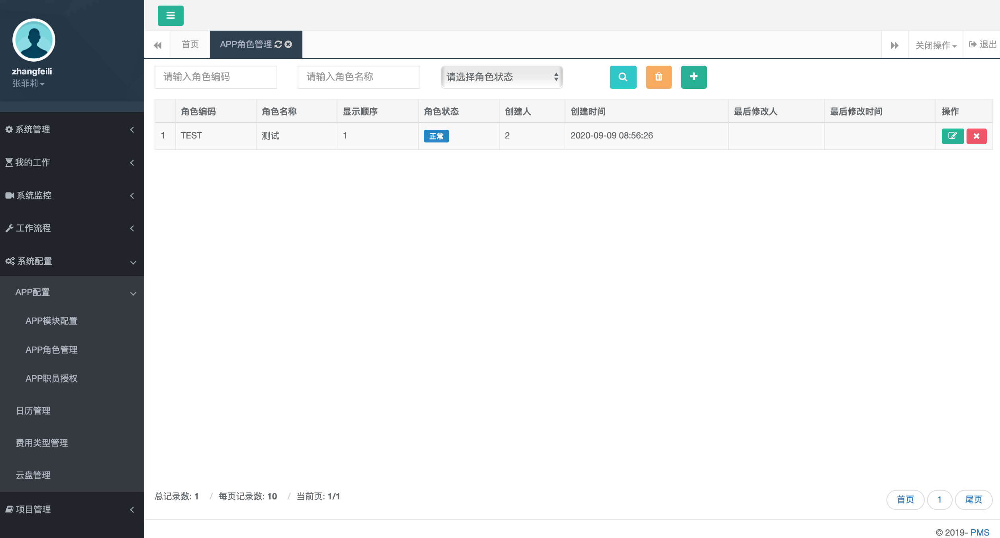 zhangfeili
张菲莉
系统管理
我的工作
系统监控
工作流程
系统配置
APP配置
APP模块配置
APP角色管理
APP职员授权
日历管理
费用类型管理
云盘管理
项目管理
首页 APP角色管理 关闭操作 退出
请输入角色编码 请输入角色名称 请选择角色状态
角色编码 角色名称 显示顺序 角色状态 创建人 创建时间 最后修改人 最后修改时间 操作
1 TEST 测试 1 正常 2 2020-09-09 08:56:26
总记录数: 1 / 每页记录数: 10 / 当前页: 1/1
首页 1 尾页
© 2019- PMS